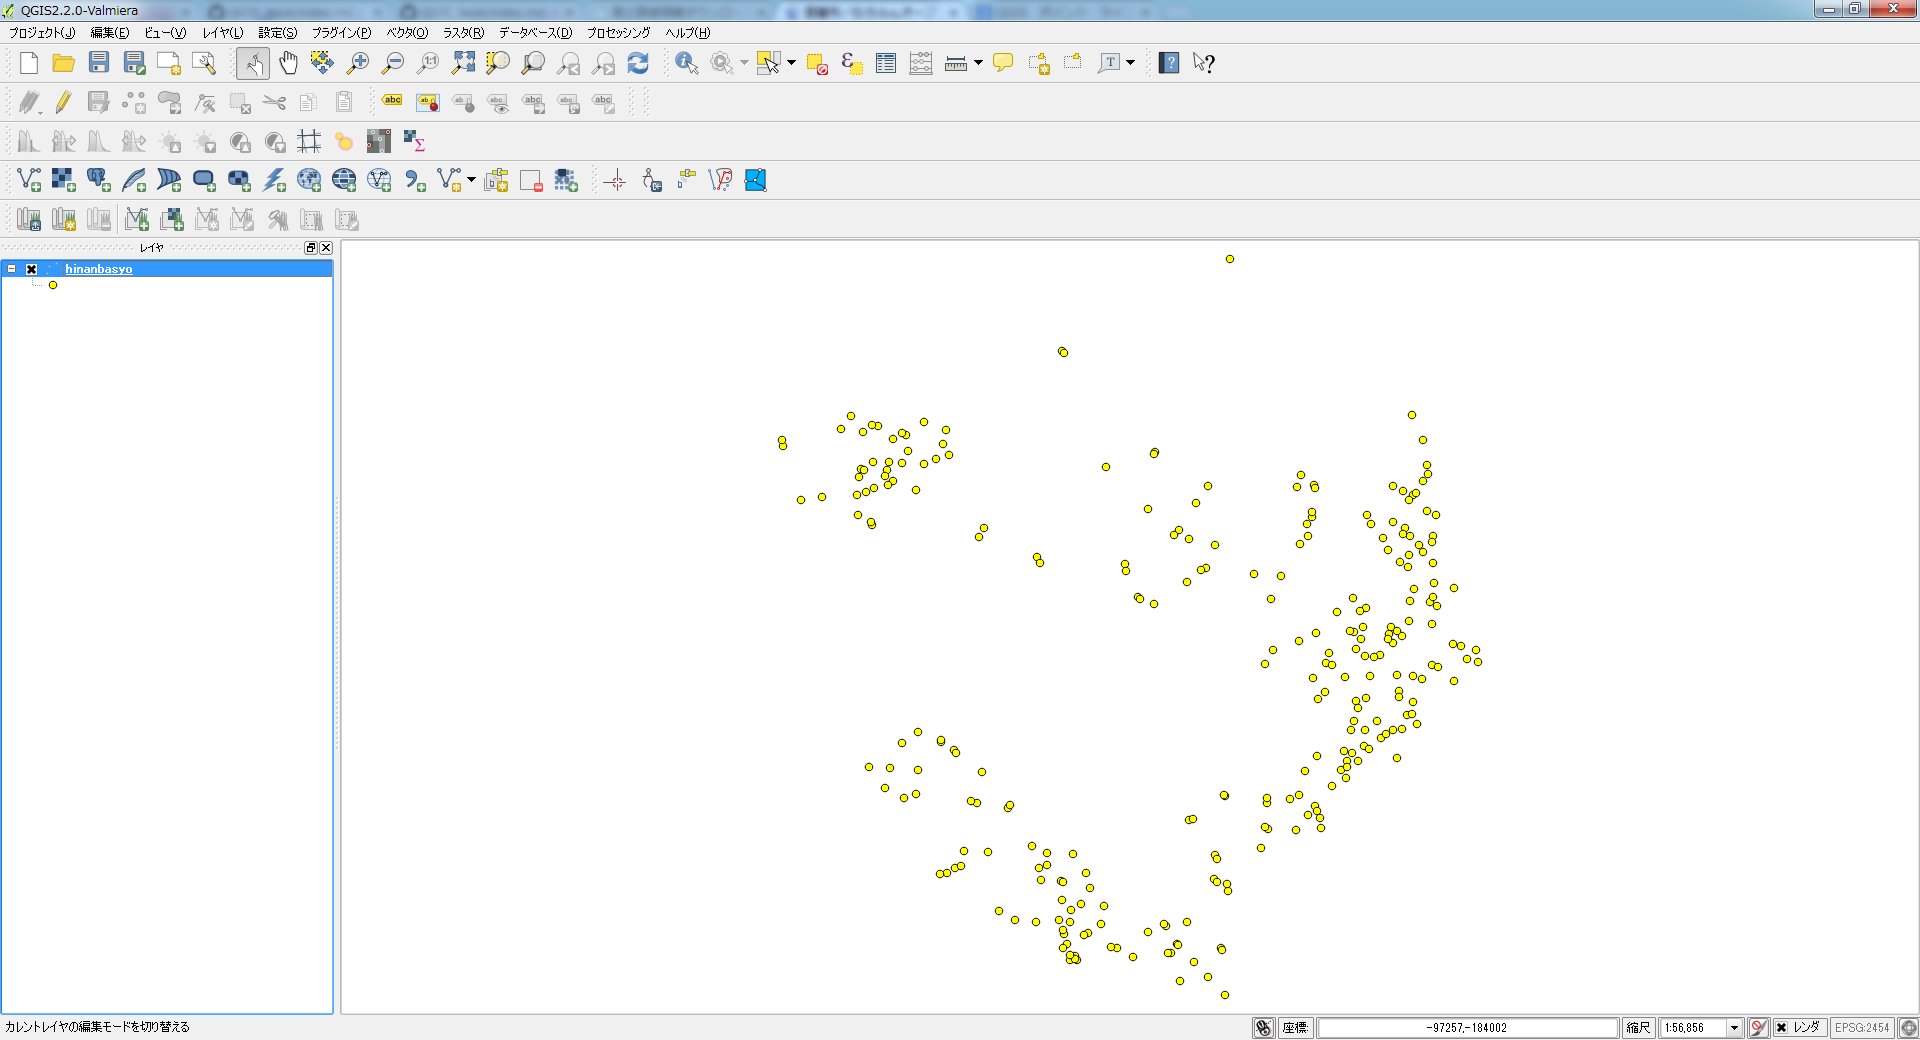 QGIS2.2.0-Valmiera
プロジェクト(J) 編集(E) ビュー(V) レイヤ(L) 設定(S) プラグイン(P) ベクタ(O) ラスタ(R) データベース(D) プロセッシング ヘルプ(H)
レイヤ
hinanbasyo
カレントレイヤの編集モードを切り替える
座標: -97257,-184002 縮尺 1:56,856 レンダ EPSG:2454